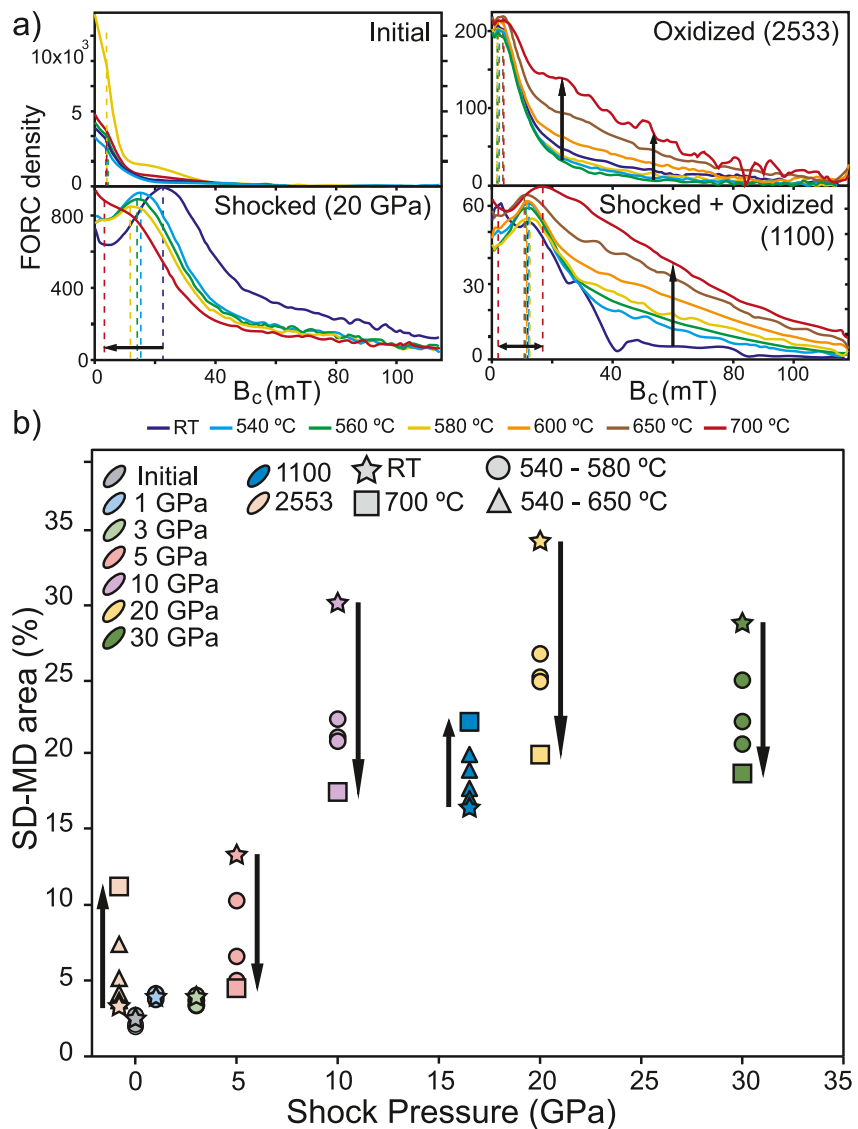 a)
Initial
10x10³
5
0
Oxidized (2533)
200
100
0
FORC density
Shocked (20 GPa)
800
400
0
0 40 80 100
B_C (mT)
Shocked + Oxidized
(1100)
60
30
0
0 40 80 120
B_C (mT)
RT 540 ºC 560 ºC 580 ºC 600 ºC 650 ºC 700 ºC
b)
Initial
1 GPa
3 GPa
5 GPa
10 GPa
20 GPa
30 GPa
1100
2553
RT
700 ºC
540 - 580 ºC
540 - 650 ºC
SD-MD area (%)
35
30
25
20
15
10
5
0
0 5 10 15 20 25 30 35
Shock Pressure (GPa)